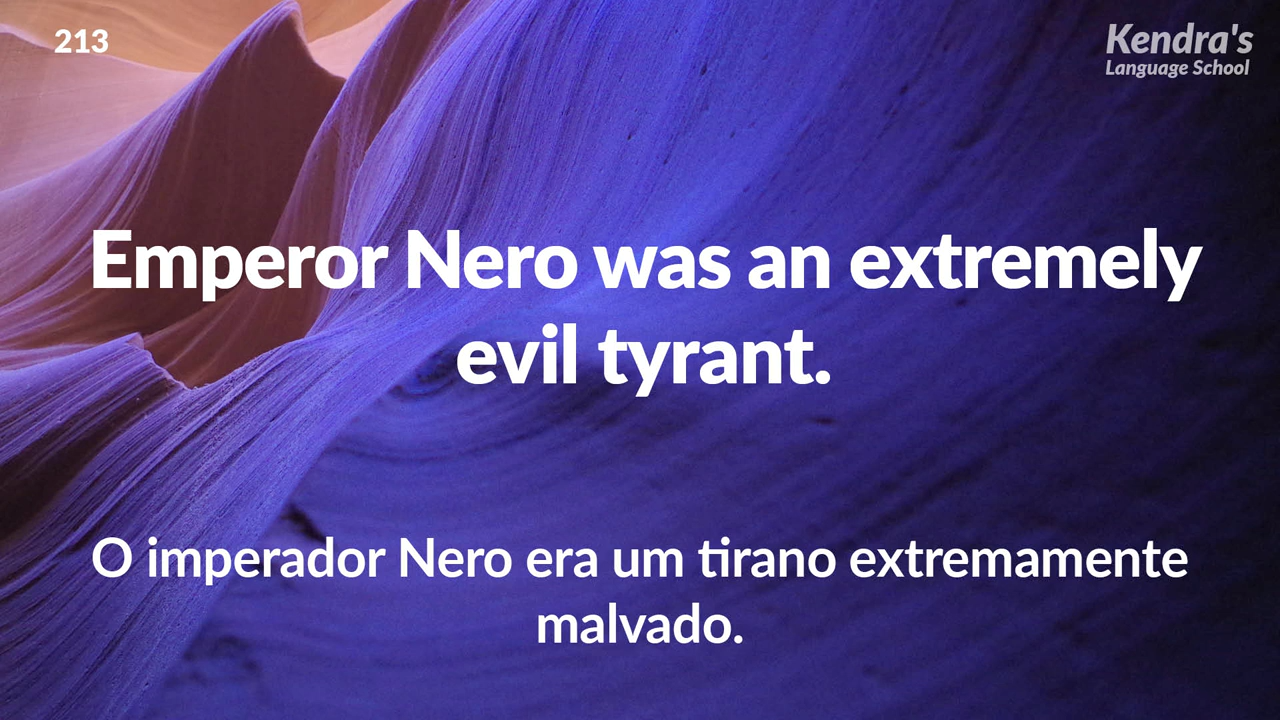 213
Kendra's
Language School
Emperor Nero was an extremely
evil tyrant.
O imperador Nero era um tirano extremamente
malvado.